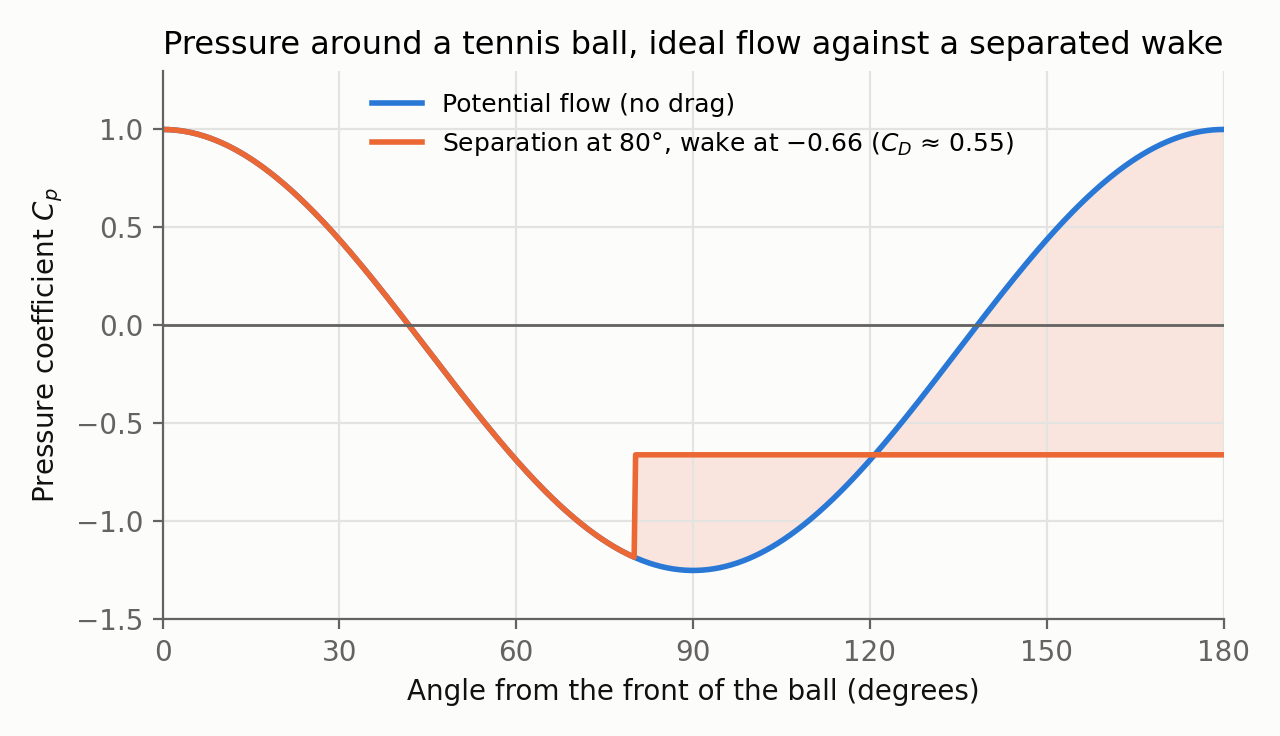 Pressure around a tennis ball, ideal flow against a separated wake
Potential flow (no drag)
Separation at 80°, wake at −0.66 (C_D ≈ 0.55)
Pressure coefficient C_p
1.0
0.5
0.0
−0.5
−1.0
−1.5
0 30 60 90 120 150 180
Angle from the front of the ball (degrees)